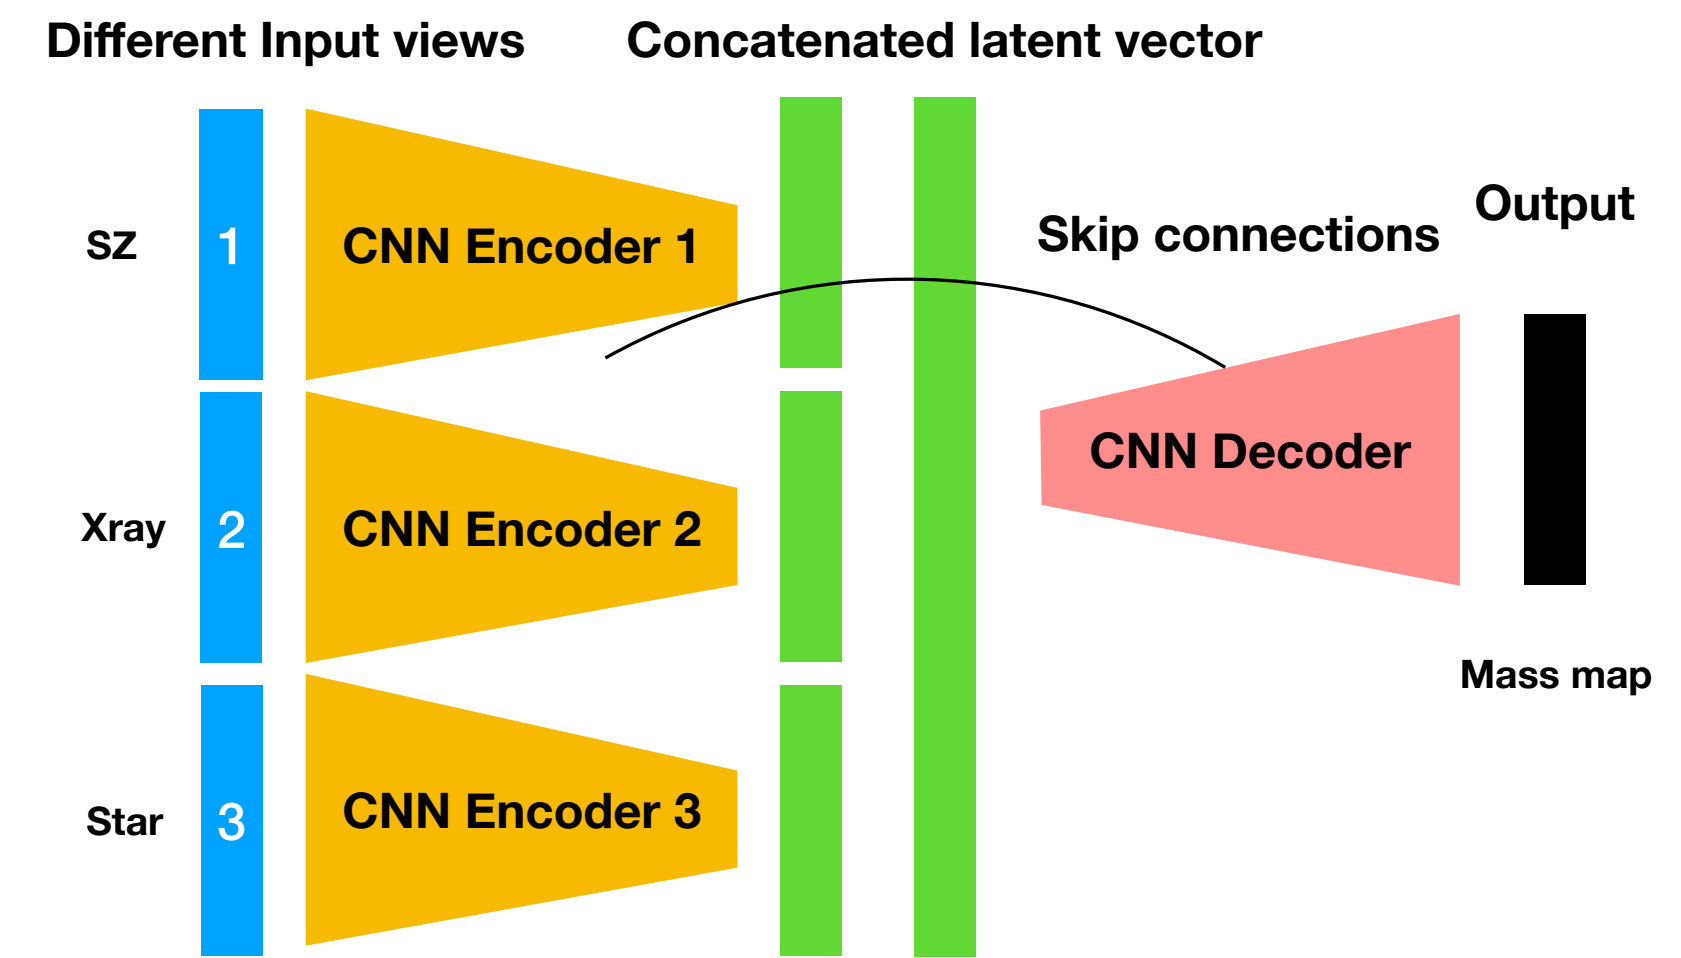 Different Input views
Concatenated latent vector
SZ
1
CNN Encoder 1
Skip connections
Output
Xray
2
CNN Encoder 2
CNN Decoder
Mass map
Star
3
CNN Encoder 3